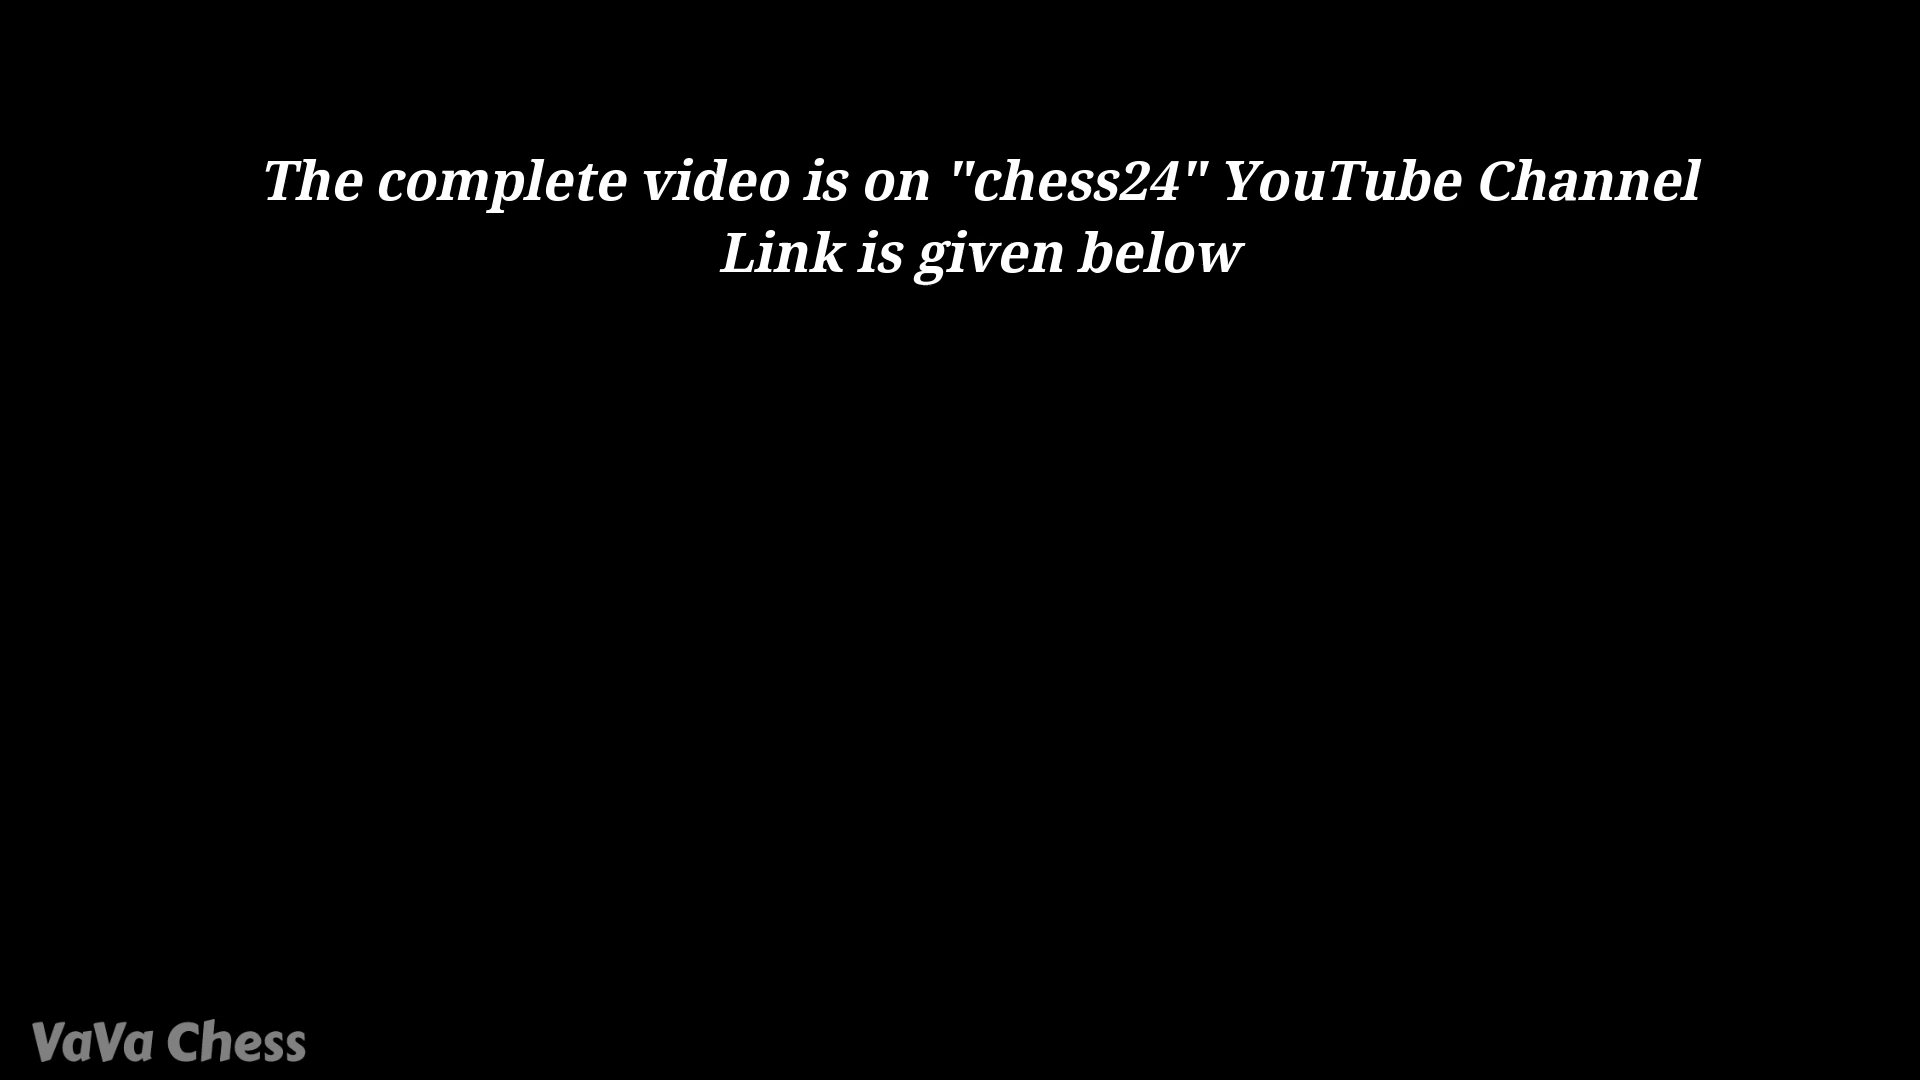 The complete video is on "chess24" YouTube Channel
Link is given below
VaVa Chess